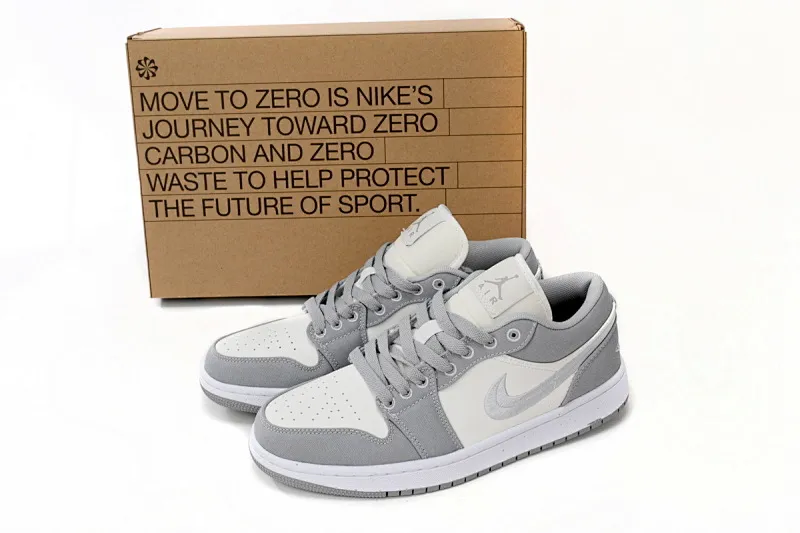 MOVE TO ZERO IS NIKE'S
JOURNEY TOWARD ZERO
CARBON AND ZERO
WASTE TO HELP PROTECT
THE FUTURE OF SPORT.
AIR